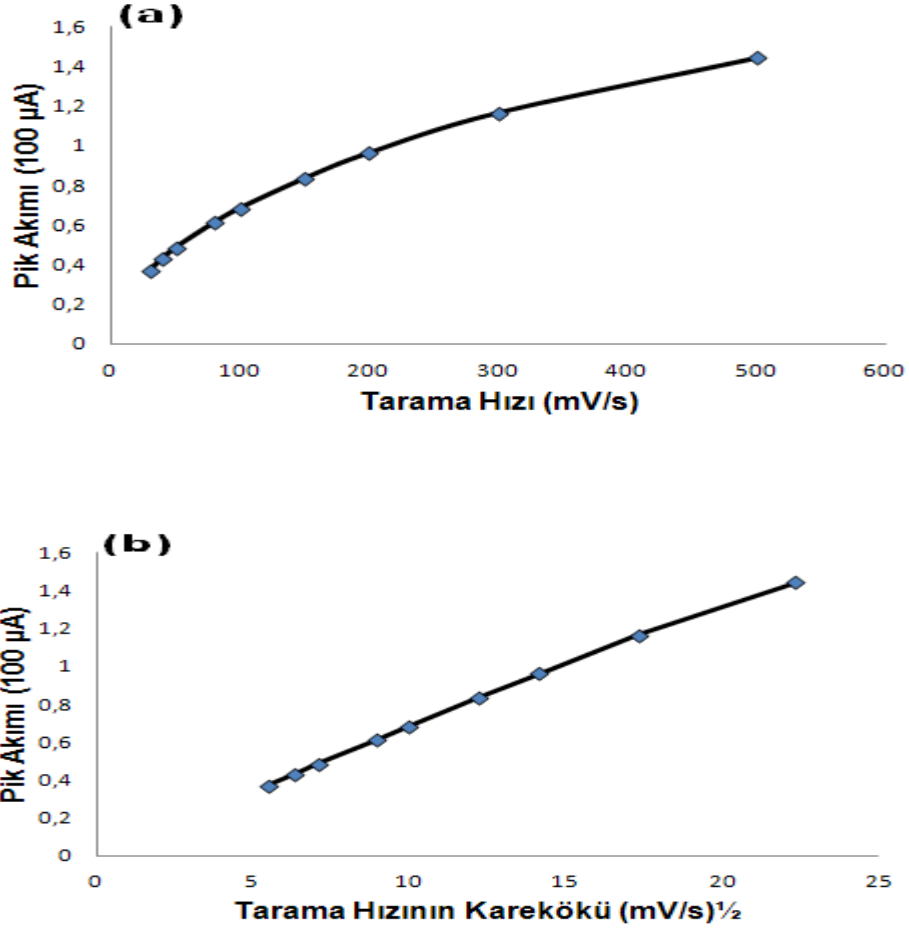 (a)
Pik Akımı (100 µA)
1,6
1,4
1,2
1
0,8
0,6
0,4
0,2
0
0 100 200 300 400 500 600
Tarama Hızı (mV/s)
(b)
Pik Akımı (100 µA)
1,6
1,4
1,2
1
0,8
0,6
0,4
0,2
0
0 5 10 15 20 25
Tarama Hızının Karekökü (mV/s)½